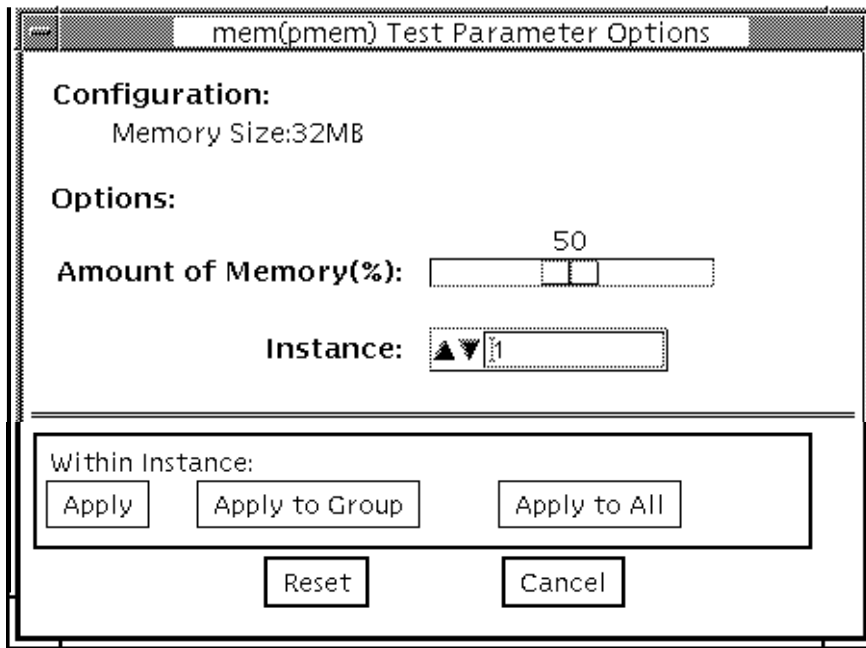 mem(pmem) Test Parameter Options
Configuration:
Memory Size:32MB
Options:
50
Amount of Memory(%):
Instance: 1
Within Instance:
Apply Apply to Group Apply to All
Reset Cancel